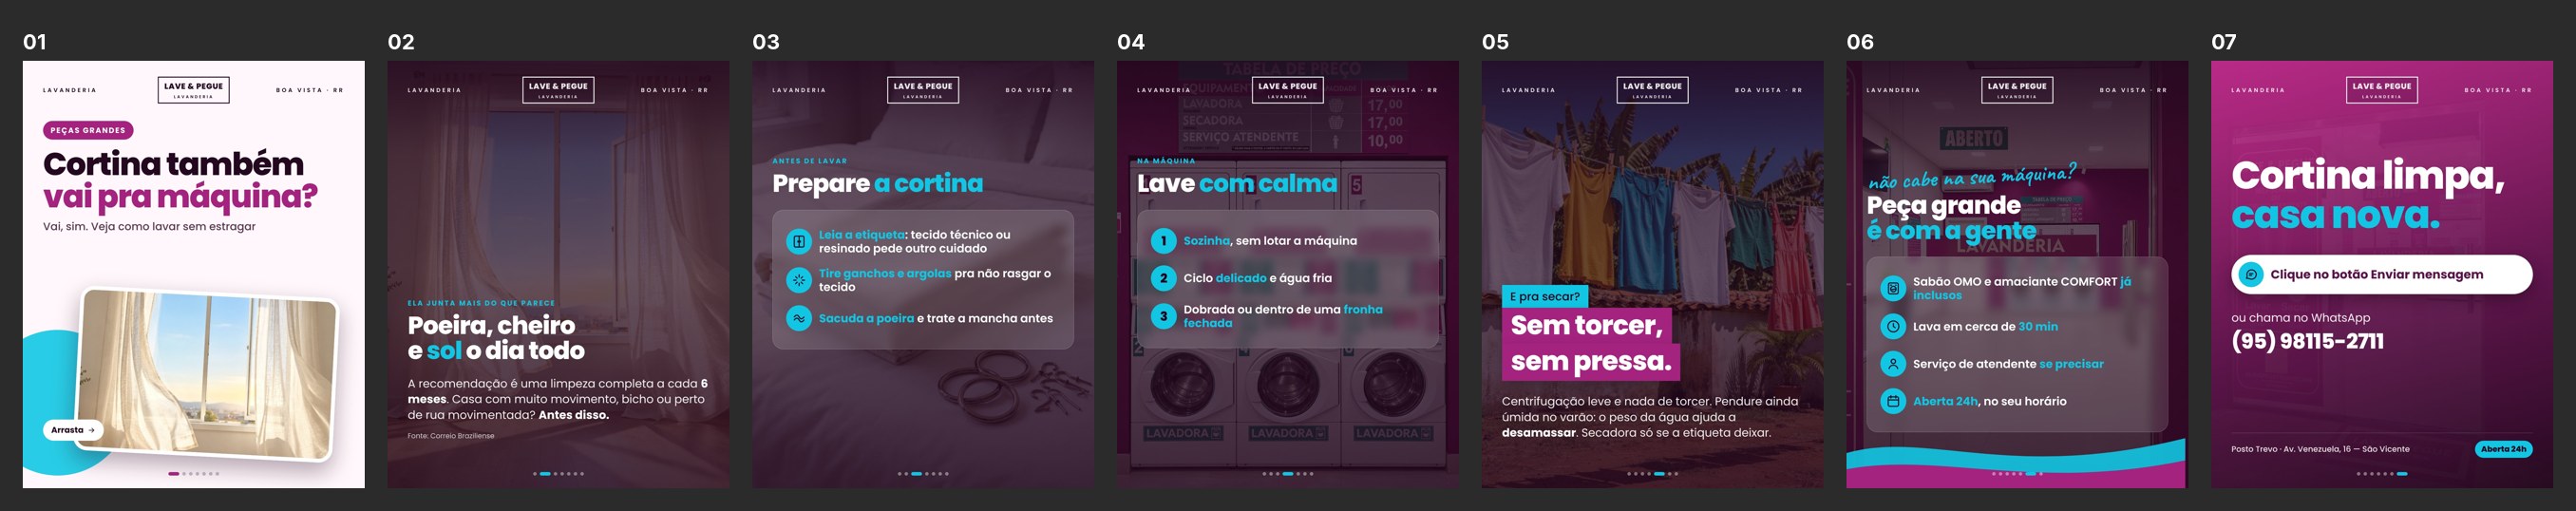 01
LAVANDERIA
LAVE & PEGUE
LAVANDERIA
BOA VISTA · RR
PEÇAS GRANDES
Cortina também
vai pra máquina?
Vai, sim. Veja como lavar sem estragar
Arrasta →
02
LAVANDERIA
LAVE & PEGUE
LAVANDERIA
BOA VISTA · RR
ELA JUNTA MAIS DO QUE PARECE
Poeira, cheiro
e sol o dia todo
A recomendação é uma limpeza completa a cada 6
meses. Casa com muito movimento, bicho ou perto
de rua movimentada? Antes disso.
Fonte: Correio Braziliense
03
LAVANDERIA
LAVE & PEGUE
LAVANDERIA
BOA VISTA · RR
ANTES DE LAVAR
Prepare a cortina
Leia a etiqueta: tecido técnico ou
resinado pede outro cuidado
Tire ganchos e argolas pra não rasgar o
tecido
Sacuda a poeira e trate a mancha antes
04
TABELA DE PREÇO
LAVANDERIA
LAVE & PEGUE
LAVANDERIA
BOA VISTA · RR
LAVADORA 17,00
SECADORA 17,00
SERVIÇO ATENDENTE 10,00
NA MÁQUINA
Lave com calma
5
1 Sozinha, sem lotar a máquina
2 Ciclo delicado e água fria
3 Dobrada ou dentro de uma fronha
fechada
LAVADORA
LAVADORA
LAVADORA
05
LAVANDERIA
LAVE & PEGUE
LAVANDERIA
BOA VISTA · RR
E pra secar?
Sem torcer,
sem pressa.
Centrifugação leve e nada de torcer. Pendure ainda
úmida no varão: o peso da água ajuda a
desamassar. Secadora só se a etiqueta deixar.
06
LAVANDERIA
LAVE & PEGUE
LAVANDERIA
BOA VISTA · RR
ABERTO
não cabe na sua máquina?
Peça grande
é com a gente
LAVANDERIA
Sabão OMO e amaciante COMFORT já
inclusos
Lava em cerca de 30 min
Serviço de atendente se precisar
Aberta 24h, no seu horário
07
LAVANDERIA
LAVE & PEGUE
LAVANDERIA
BOA VISTA · RR
Cortina limpa,
casa nova.
Clique no botão Enviar mensagem
ou chama no WhatsApp
(95) 98115-2711
Posto Trevo · Av. Venezuela, 16 — São Vicente
Aberta 24h